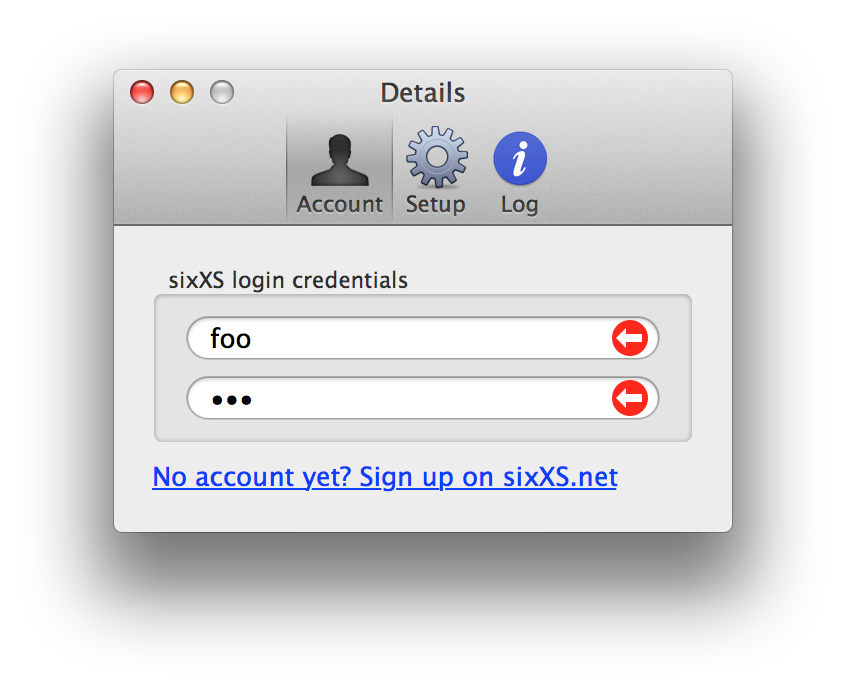 Details
Account Setup Log
sixXS login credentials
foo
•••
No account yet? Sign up on sixXS.net